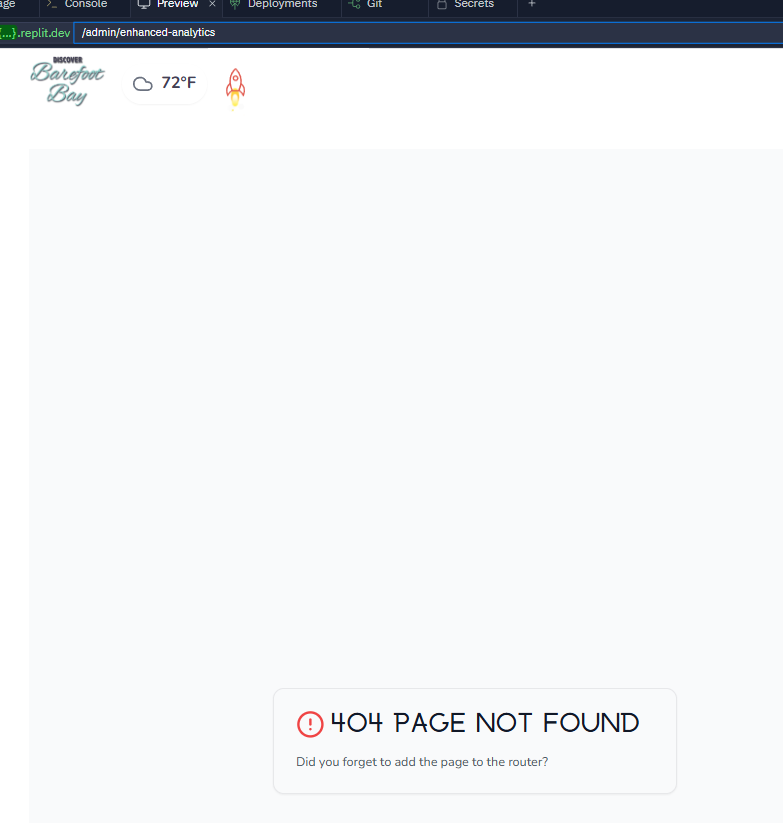 age Console Preview × Deployments Git Secrets +
{...}.replit.dev /admin/enhanced-analytics
DISCOVER
Barefoot
Bay
72°F
404 PAGE NOT FOUND
Did you forget to add the page to the router?